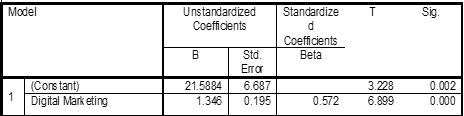 Model Unstandardized Coefficients Standardize d Coefficients T Sig.
B Std. Error Beta
1 (Constant) 21.5884 6.687 3.228 0.002
Digital Marketing 1.346 0.195 0.572 6.899 0.000